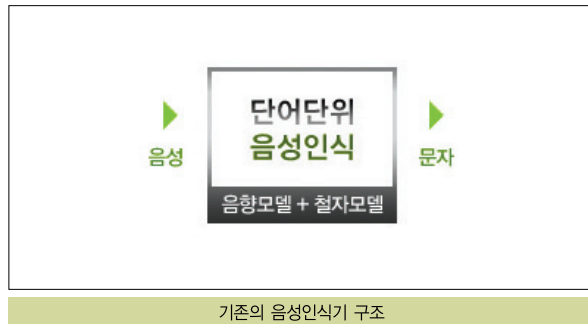 단어단위
음성인식
음성
문자
음향모델 + 철자모델
기존의 음성인식기 구조